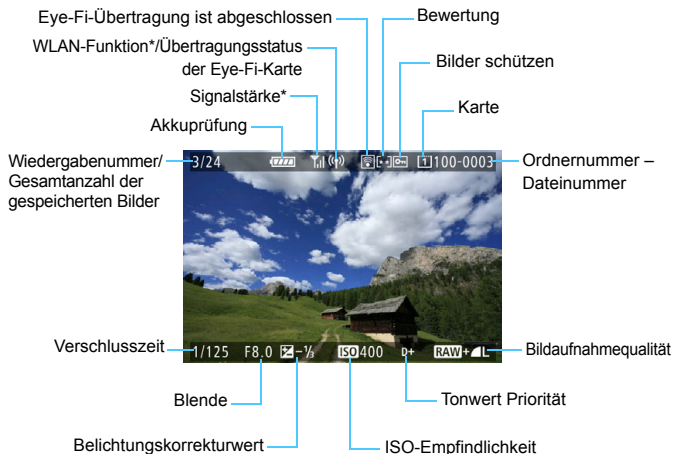 Eye-Fi-Übertragung ist abgeschlossen
Bewertung
WLAN-Funktion*/Übertragungsstatus
der Eye-Fi-Karte
Bilder schützen
Signalstärke*
Karte
Akkuprüfung
Wiedergabenummer/
Gesamtanzahl der
gespeicherten Bilder
3/24
1
100-0003
Ordnernummer –
Dateinummer
Verschlusszeit
1/125 F8.0 -⅓ ISO 400 D+ RAW+L
Bildaufnahmequalität
Blende
Tonwert Priorität
Belichtungskorrekturwert
ISO-Empfindlichkeit